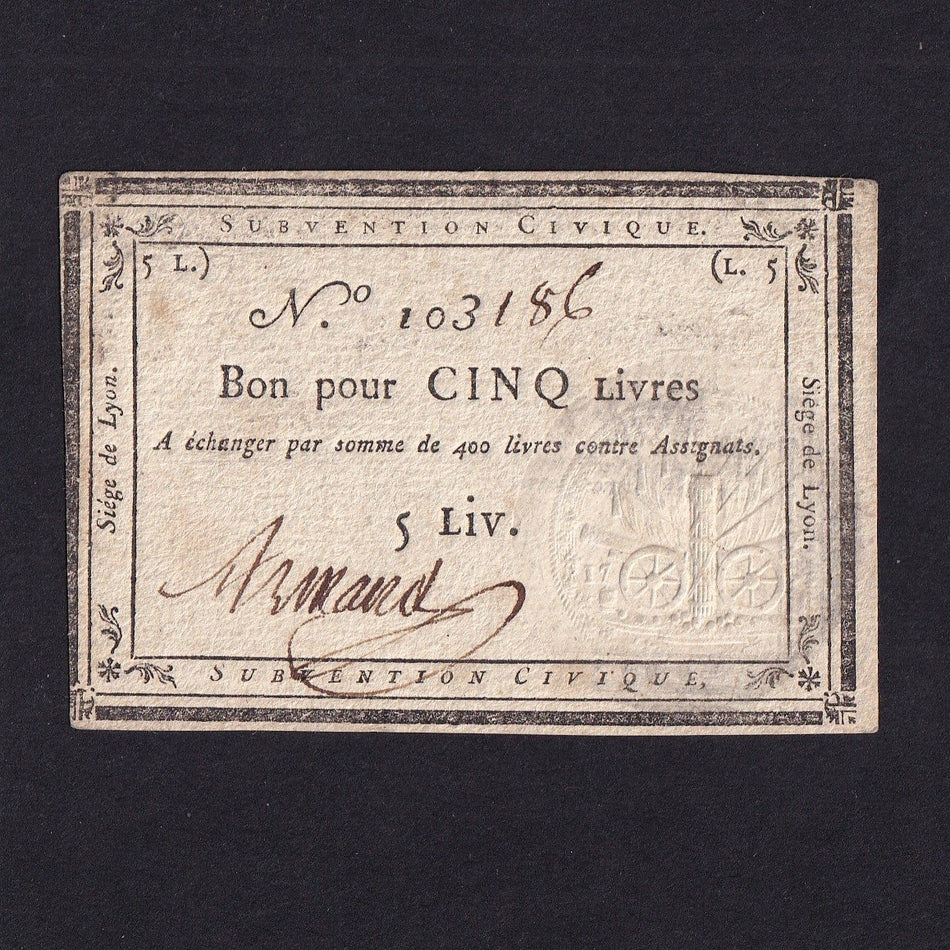 SUBVENTION CIVIQUE.
5 L.) (L. 5
N.º 103186
Bon pour CINQ Livres
A échanger par somme de 400 livres contre Assignats.
5 Liv.
Armand
SUBVENTION CIVIQUE,
Siége de Lyon.
Siége de Lyon.
17